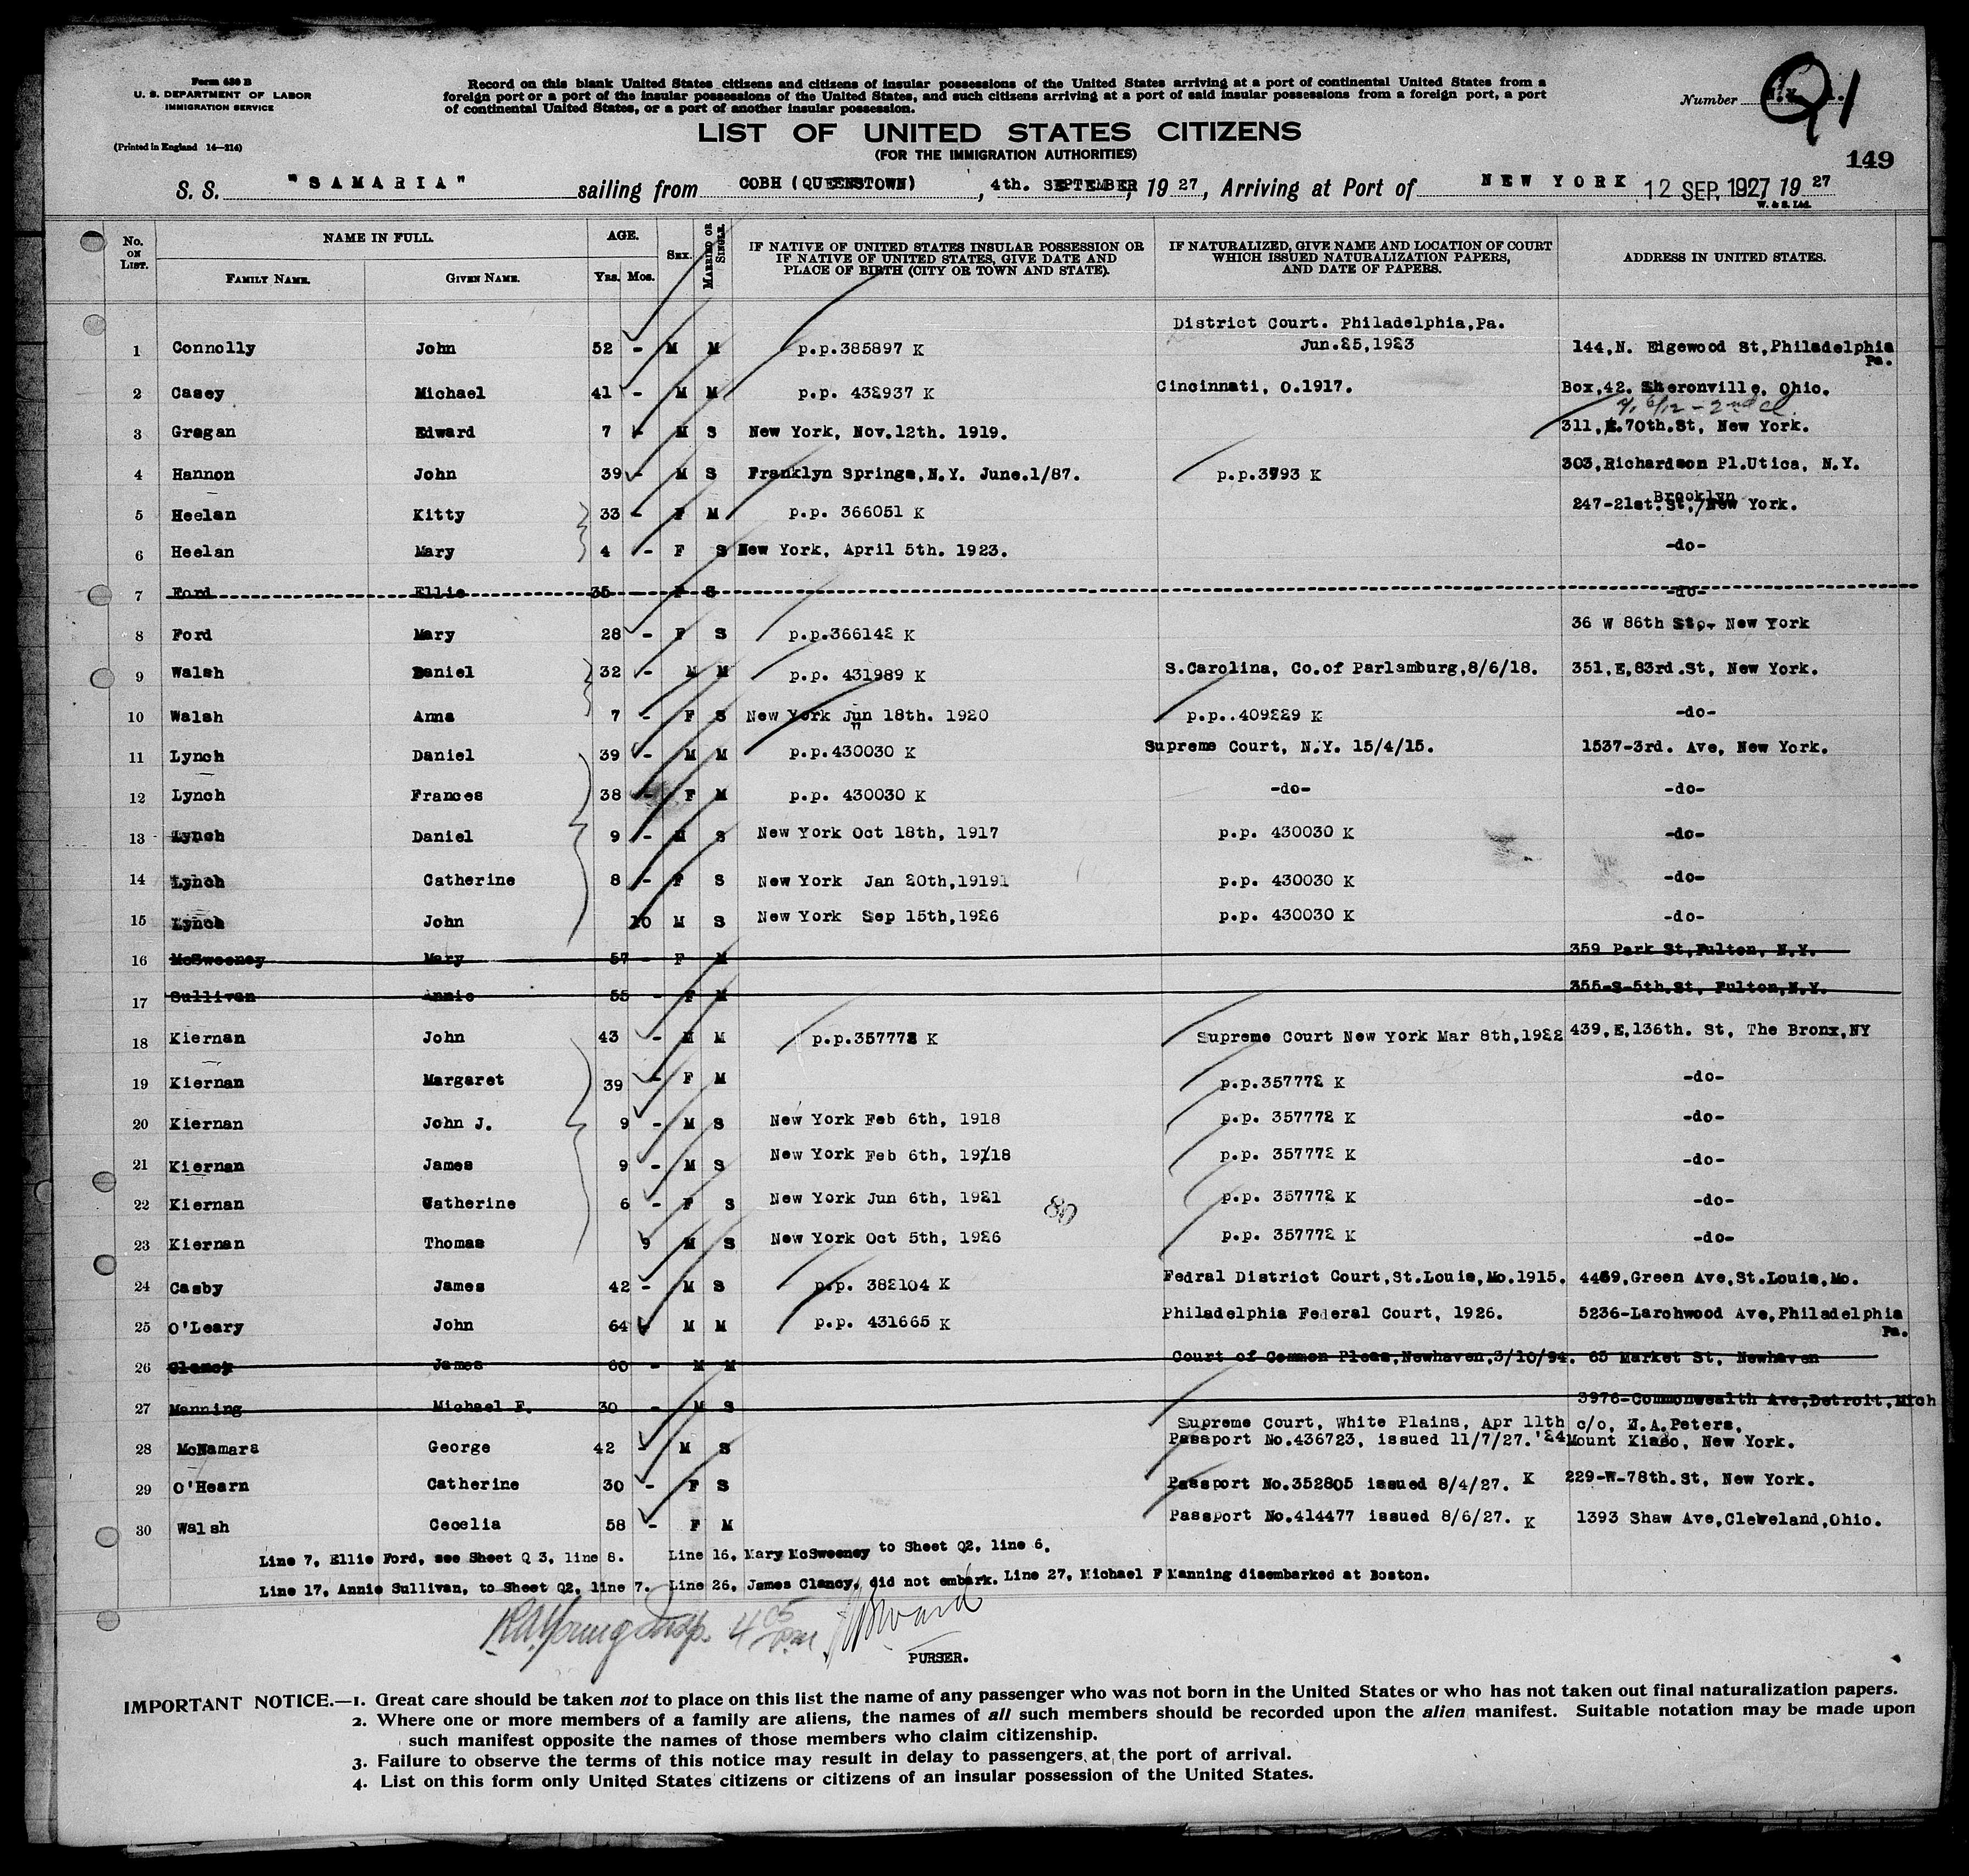 Form 630 B
U. S. DEPARTMENT OF LABOR
IMMIGRATION SERVICE
(Printed in England 14—214)
Record on this blank United States citizens and citizens of insular possessions of the United States arriving at a port of continental United States from a
foreign port or a port of the insular possessions of the United States, and such citizens arriving at a port of said insular possessions from a foreign port, a port
of continental United States, or a port of another insular possession.
Number Q1
LIST OF UNITED STATES CITIZENS
(FOR THE IMMIGRATION AUTHORITIES)
149
S. S. "SAMARIA" sailing from COBH (QUEENSTOWN), 4th. SEPTEMBER, 19 27, Arriving at Port of NEW YORK 12 SEP. 1927, 19 27
W. & S. Ltd.
No. ON LIST. NAME IN FULL. AGE. SEX. MARRIED OR SINGLE. IF NATIVE OF UNITED STATES INSULAR POSSESSION OR IF NATIVE OF UNITED STATES, GIVE DATE AND PLACE OF BIRTH (CITY OR TOWN AND STATE). IF NATURALIZED, GIVE NAME AND LOCATION OF COURT WHICH ISSUED NATURALIZATION PAPERS, AND DATE OF PAPERS. ADDRESS IN UNITED STATES.
FAMILY NAME. GIVEN NAME. Yrs. Mos.
District Court. Philadelphia,Pa.
1 Connolly John 52 - M M p.p.385897 K Jun.25,1923 144,N. Edgewood St,Philadelphia
Pa.
2 Casey Michael 41 - M M p.p. 432937 K Cincinnati, O.1917. Box,42. Sheronville. Ohio.
3 Grogan Edward 7 - M S New York, Nov.12th. 1919. 311,E.70th.St, New York.
4 Hannon John 39 - M S Franklyn Springs,N.Y. June.1/87. p.p.3793 K 303,Richardson Pl.Utica, N.Y.
Brooklyn
5 Heelan Kitty 33 - F M p.p. 366051 K 247-21st.St,/New York.
6 Heelan Mary 4 - F S New York, April 5th. 1923. -do-
7 Ford Ellie 35 F S -do-
8 Ford Mary 28 - F S p.p.366142 K 36 W 86th St. New York
9 Walsh Daniel 32 - M M p.p. 431989 K S.Carolina, Co.of Parlamburg,8/6/18. 351,E,83rd.St, New York.
10 Walsh Anna 7 - F S New York Jun 18th. 1920 p.p..409229 K -do-
11 Lynch Daniel 39 - M M p.p.430030 K Supreme Court, N.Y. 15/4/15. 1537-3rd. Ave, New York.
12 Lynch Frances 38 - F M p.p. 430030 K -do- -do-
13 Lynch Daniel 9 - M S New York Oct 18th, 1917 p.p. 430030 K -do-
14 Lynch Catherine 8 - F S New York Jan 20th,19191 p.p. 430030 K -do-
15 Lynch John 10 M S New York Sep 15th,1926 p.p. 430030 K -do-
16 McSweeney Mary 57 - F M 359 Park St,Fulton, N.Y.
17 Sullivan Annie 55 - F M 355-S-5th.St, Fulton,N.Y.
18 Kiernan John 43 - M M p.p.357772 K Supreme Court New York Mar 8th,1922 439,E,136th. St, The Bronx,NY
19 Kiernan Margaret 39 - F M p.p.357772 K -do-
20 Kiernan John J. 9 - M S New York Feb 6th, 1918 p.p. 357772 K -do-
21 Kiernan James 9 - M S New York Feb 6th, 19118 p.p. 357772 K -do-
22 Kiernan Catherine 6 - F S New York Jun 6th, 1921 p.p. 357772 K -do-
23 Kiernan Thomas 9 M S New York Oct 5th, 1926 p.p. 357772 K -do-
24 Casby James 42 - M S p.p. 382104 K Fedral District Court,St.Louis,Mo.1915. 4469,Green Ave,St.Louis,Mo.
25 O'Leary John 64 - M M p.p. 431665 K Philadelphia Federal Court, 1926. 5236-Larchwood Ave,Philadelphia
Pa.
26 Clancy James 60 - M M Court of Common Pleas,Newhaven,3/10/94. 65 Market St, Newhaven
27 Manning Michael F. 30 - M S 3976-Commonwealth Ave,Detroit,Mich
Supreme Court, White Plains, Apr 11th c/o, E.A.Peters,
28 McNamara George 42 - M S Passport No.436723, issued 11/7/27.'24 Mount Kisco, New York.
29 O'Hearn Catherine 30 - F S Passport No.352805 issued 8/4/27. K 229-W-78th.St, New York.
30 Walsh Cecelia 58 - F M Passport No.414477 issued 8/6/27. K 1393 Shaw Ave,Cleveland,Ohio.
Line 7, Ellie Ford, see Sheet Q 3, line 8. Line 16, Mary McSweeney to Sheet Q2, line 6,
Line 17, Annie Sullivan, to Sheet Q2, line 7. Line 26, James Clancy, did not embark. Line 27, Michael F Manning disembarked at Boston.
PURSER.
IMPORTANT NOTICE.—1. Great care should be taken not to place on this list the name of any passenger who was not born in the United States or who has not taken out final naturalization papers.
2. Where one or more members of a family are aliens, the names of all such members should be recorded upon the alien manifest. Suitable notation may be made upon
such manifest opposite the names of those members who claim citizenship.
3. Failure to observe the terms of this notice may result in delay to passengers at the port of arrival.
4. List on this form only United States citizens or citizens of an insular possession of the United States.